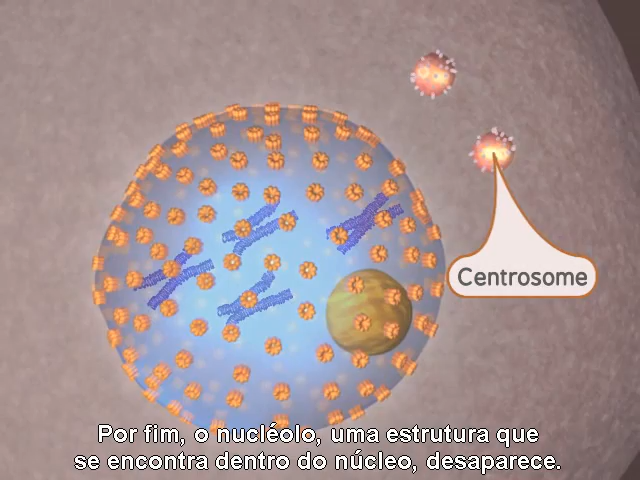 Centrosome
Por fim, o nucléolo, uma estrutura que
se encontra dentro do núcleo, desaparece.